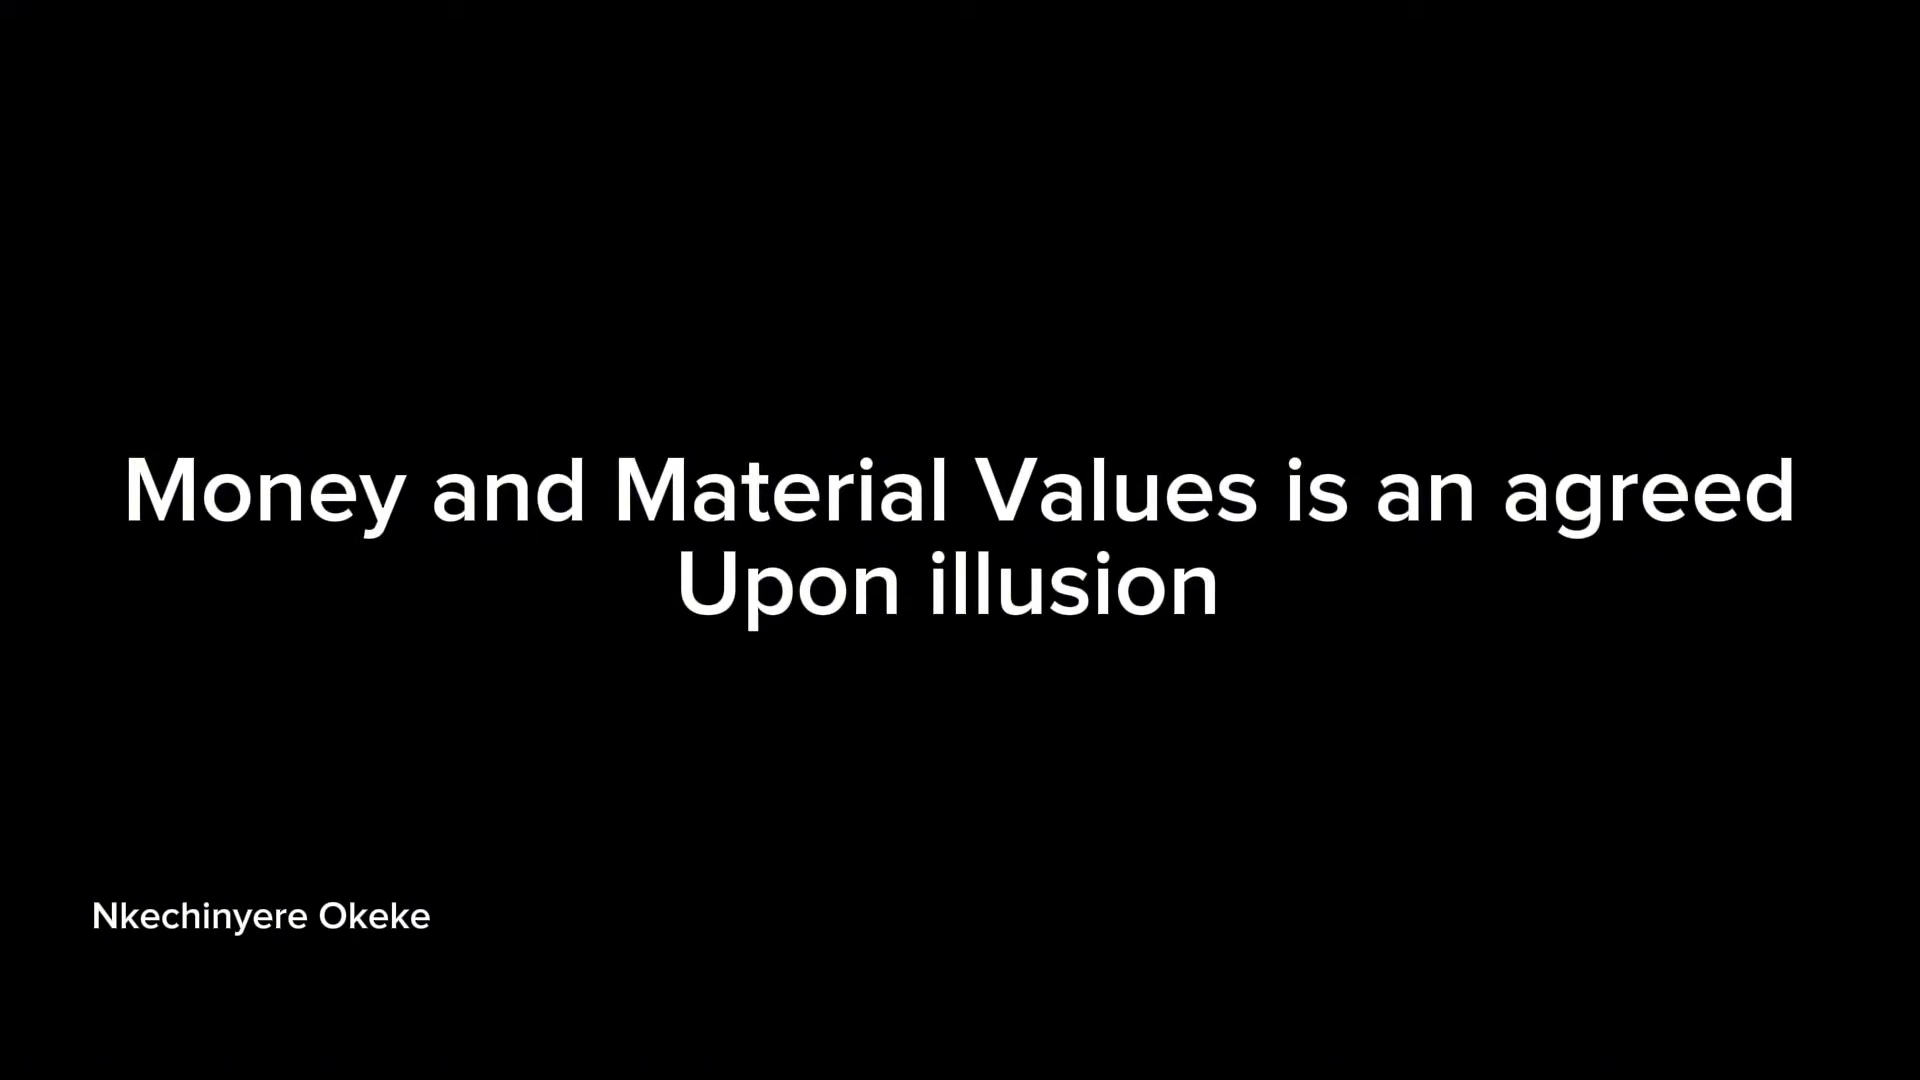 Money and Material Values is an agreed
Upon illusion
Nkechinyere Okeke